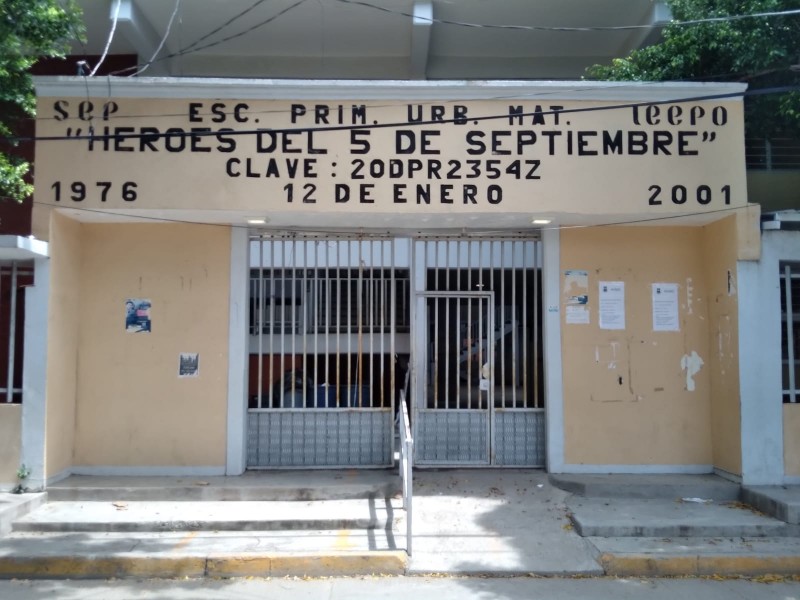 SEP ESC. PRIM. URB. MAT. IEEPO
"HEROES DEL 5 DE SEPTIEMBRE"
CLAVE: 20DPR2354Z
1976 12 DE ENERO 2001